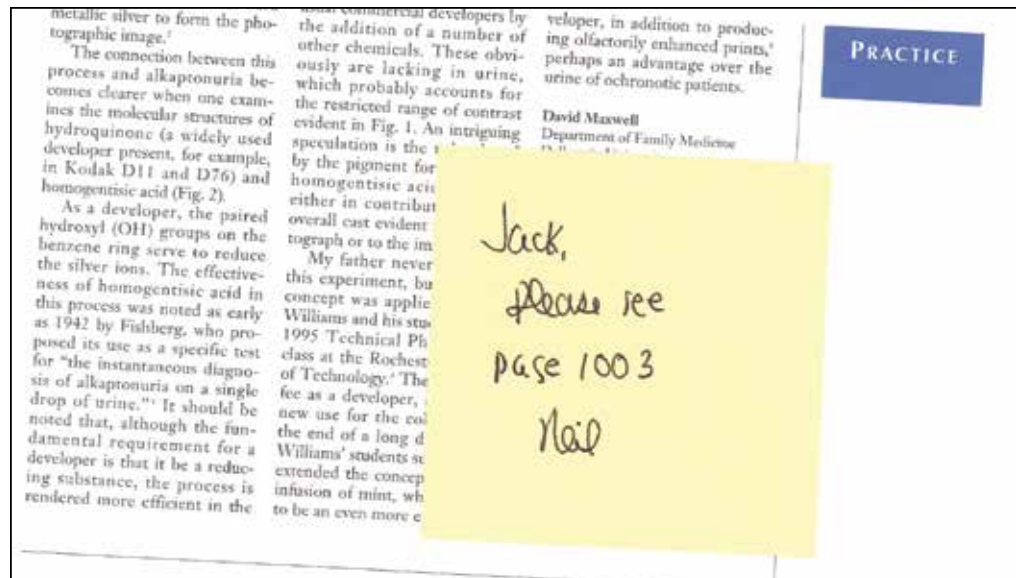 metallic silver to form the pho-
tographic image.²
The connection between this
process and alkaptonuria be-
comes clearer when one exam-
ines the molecular structures of
hydroquinone (a widely used
developer present, for example,
in Kodak D11 and D76) and
homogentisic acid (Fig. 2).
As a developer, the paired
hydroxyl (OH) groups on the
benzene ring serve to reduce
the silver ions. The effective-
ness of homogentisic acid in
this process was noted as early
as 1942 by Fishberg, who pro-
posed its use as a specific test
for "the instantaneous diagno-
sis of alkaptonuria on a single
drop of urine."³ It should be
noted that, although the fun-
damental requirement for a
developer is that it be a reduc-
ing substance, the process is
rendered more efficient in the
usual commercial developers by
the addition of a number of
other chemicals. These obvi-
ously are lacking in urine,
which probably accounts for
the restricted range of contrast
evident in Fig. 1. An intriguing
speculation is the
by the pigment for
homogentisic acid
either in contribut
overall cast evident
tograph or to the im
My father never
this experiment, bu
concept was applie
Williams and his stu
1995 Technical Ph
class at the Rochest
of Technology.⁴ The
fee as a developer,
new use for the col
the end of a long d
Williams' students su
extended the concep
infusion of mint, wh
to be an even more e
veloper, in addition to produc-
ing olfactorily enhanced prints,⁵
perhaps an advantage over the
urine of ochronotic patients.
David Maxwell
Department of Family Medicine
PRACTICE
Jack,
please see
page 1003
Neil